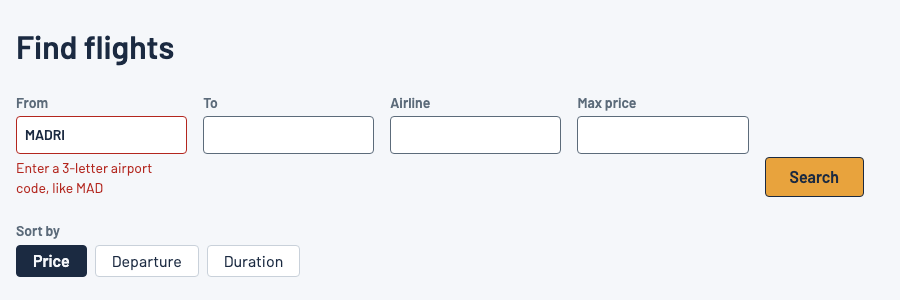 Find flights
From To Airline Max price
MADRI
Enter a 3-letter airport
code, like MAD
Search
Sort by
Price Departure Duration